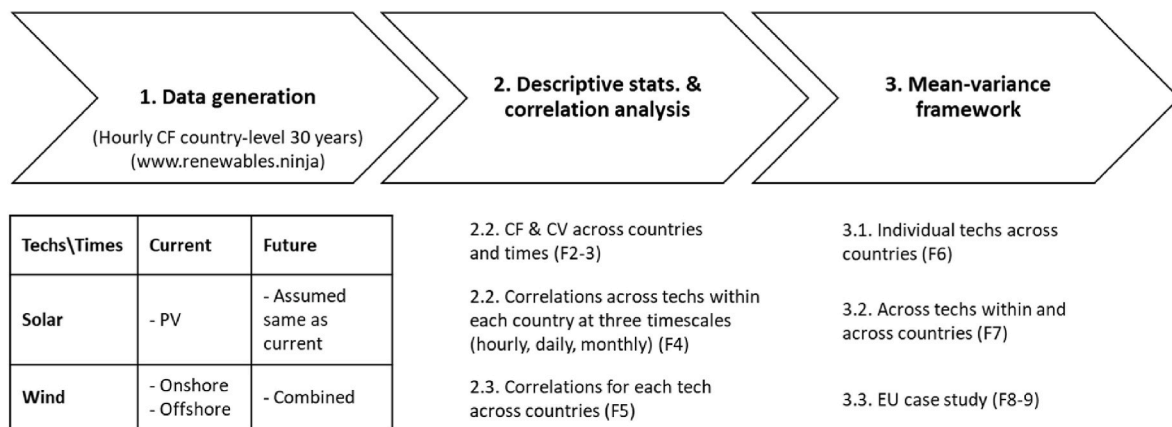 1. Data generation
(Hourly CF country-level 30 years)
(www.renewables.ninja)
2. Descriptive stats. &
correlation analysis
3. Mean-variance
framework
Techs\Times Current Future
Solar - PV - Assumed
same as
current
Wind - Onshore
- Offshore - Combined
2.2. CF & CV across countries
and times (F2-3)
2.2. Correlations across techs within
each country at three timescales
(hourly, daily, monthly) (F4)
2.3. Correlations for each tech
across countries (F5)
3.1. Individual techs across
countries (F6)
3.2. Across techs within and
across countries (F7)
3.3. EU case study (F8-9)